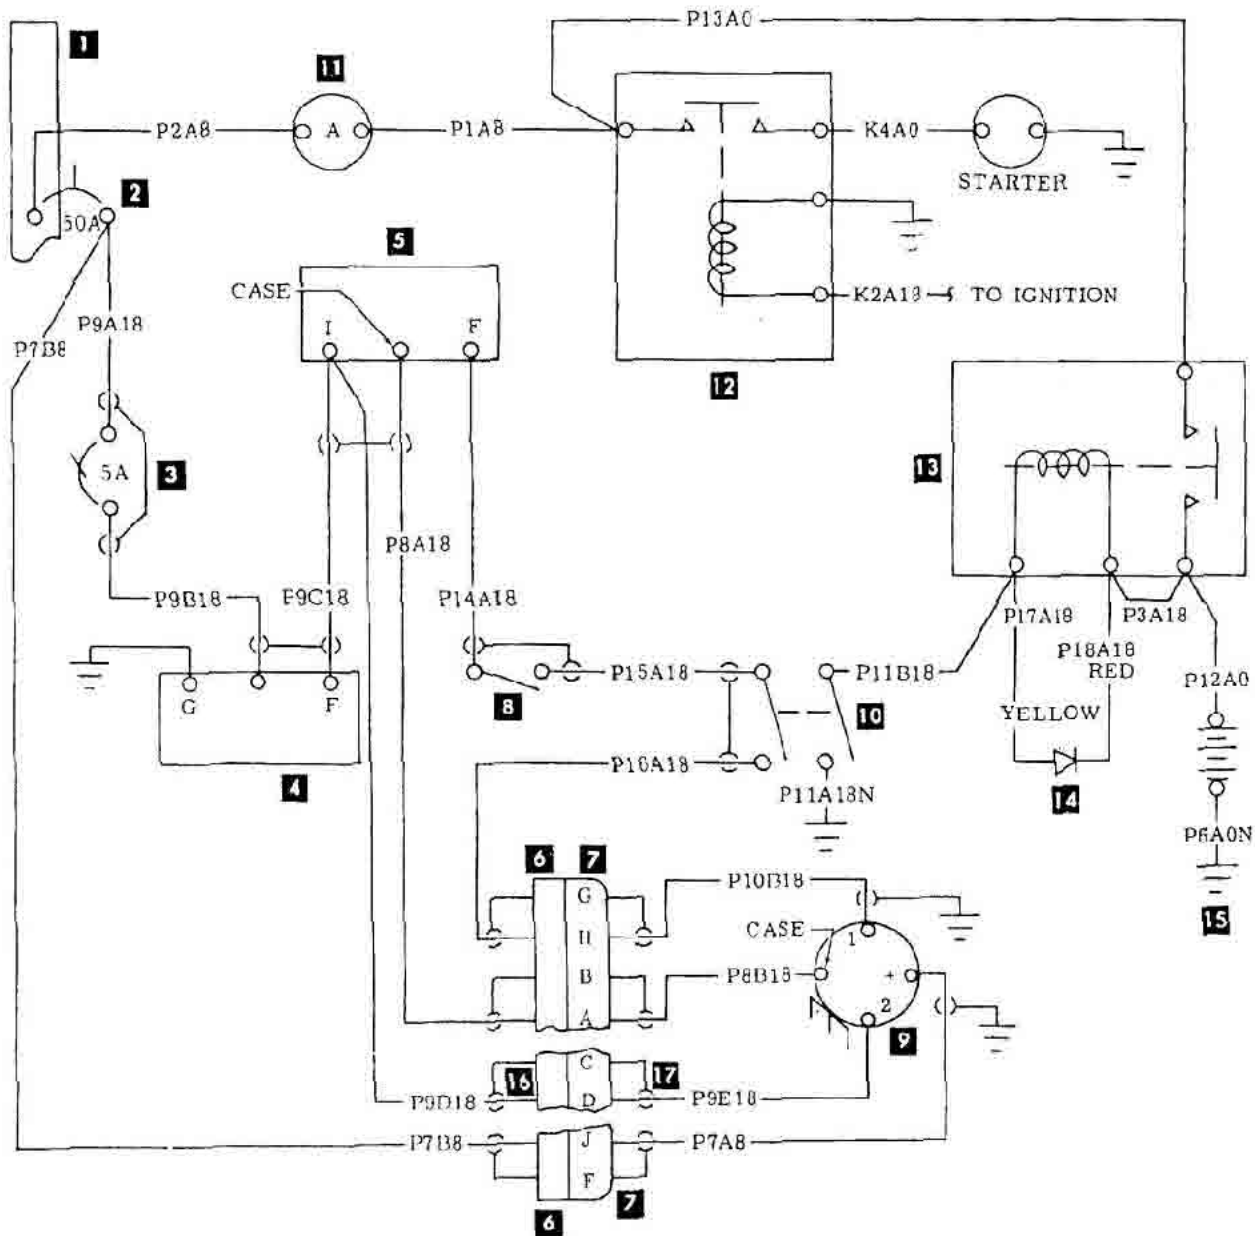 P13A0
1
11
P2A8
A
P1A8
K4A0
2
50A
STARTER
5
CASE
K2A18
TO IGNITION
P9A18
I
F
P7B8
12
13
3
5A
P8A18
P9B18
P9C18
P14A18
P17A18
P3A18
P18A18
RED
G
F
P15A18
P11B18
P12A0
8
10
YELLOW
4
P16A18
P11A18N
14
P6A0N
6
7
G
P10B18
15
H
CASE
1
B
P8B18
+
2
A
9
C
16
17
P9D18
D
P9E18
P7B8
J
P7A8
F
7
6